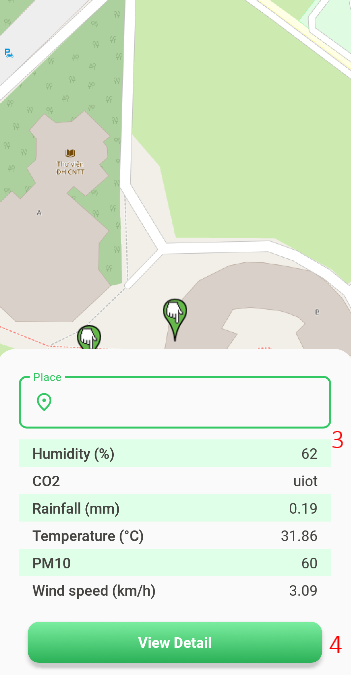 P
Thư viện
ĐH CNTT
A
P
Place
3
Humidity (%) 62
CO2 uiot
Rainfall (mm) 0.19
Temperature (°C) 31.86
PM10 60
Wind speed (km/h) 3.09
View Detail
4